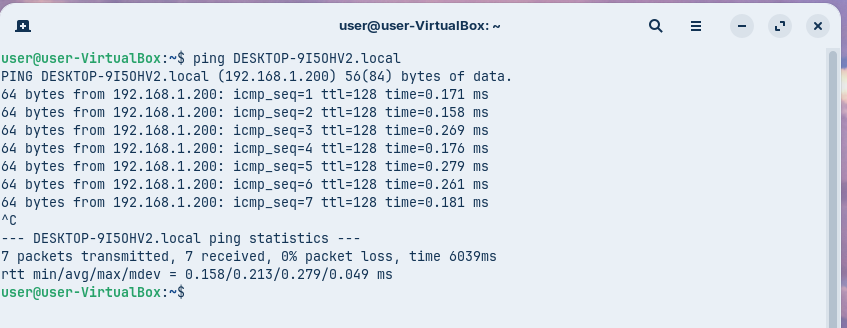 user@user-VirtualBox: ~
user@user-VirtualBox:~$ ping DESKTOP-9I5OHV2.local
PING DESKTOP-9I5OHV2.local (192.168.1.200) 56(84) bytes of data.
64 bytes from 192.168.1.200: icmp_seq=1 ttl=128 time=0.171 ms
64 bytes from 192.168.1.200: icmp_seq=2 ttl=128 time=0.158 ms
64 bytes from 192.168.1.200: icmp_seq=3 ttl=128 time=0.269 ms
64 bytes from 192.168.1.200: icmp_seq=4 ttl=128 time=0.176 ms
64 bytes from 192.168.1.200: icmp_seq=5 ttl=128 time=0.279 ms
64 bytes from 192.168.1.200: icmp_seq=6 ttl=128 time=0.261 ms
64 bytes from 192.168.1.200: icmp_seq=7 ttl=128 time=0.181 ms
^C
--- DESKTOP-9I5OHV2.local ping statistics ---
7 packets transmitted, 7 received, 0% packet loss, time 6039ms
rtt min/avg/max/mdev = 0.158/0.213/0.279/0.049 ms
user@user-VirtualBox:~$